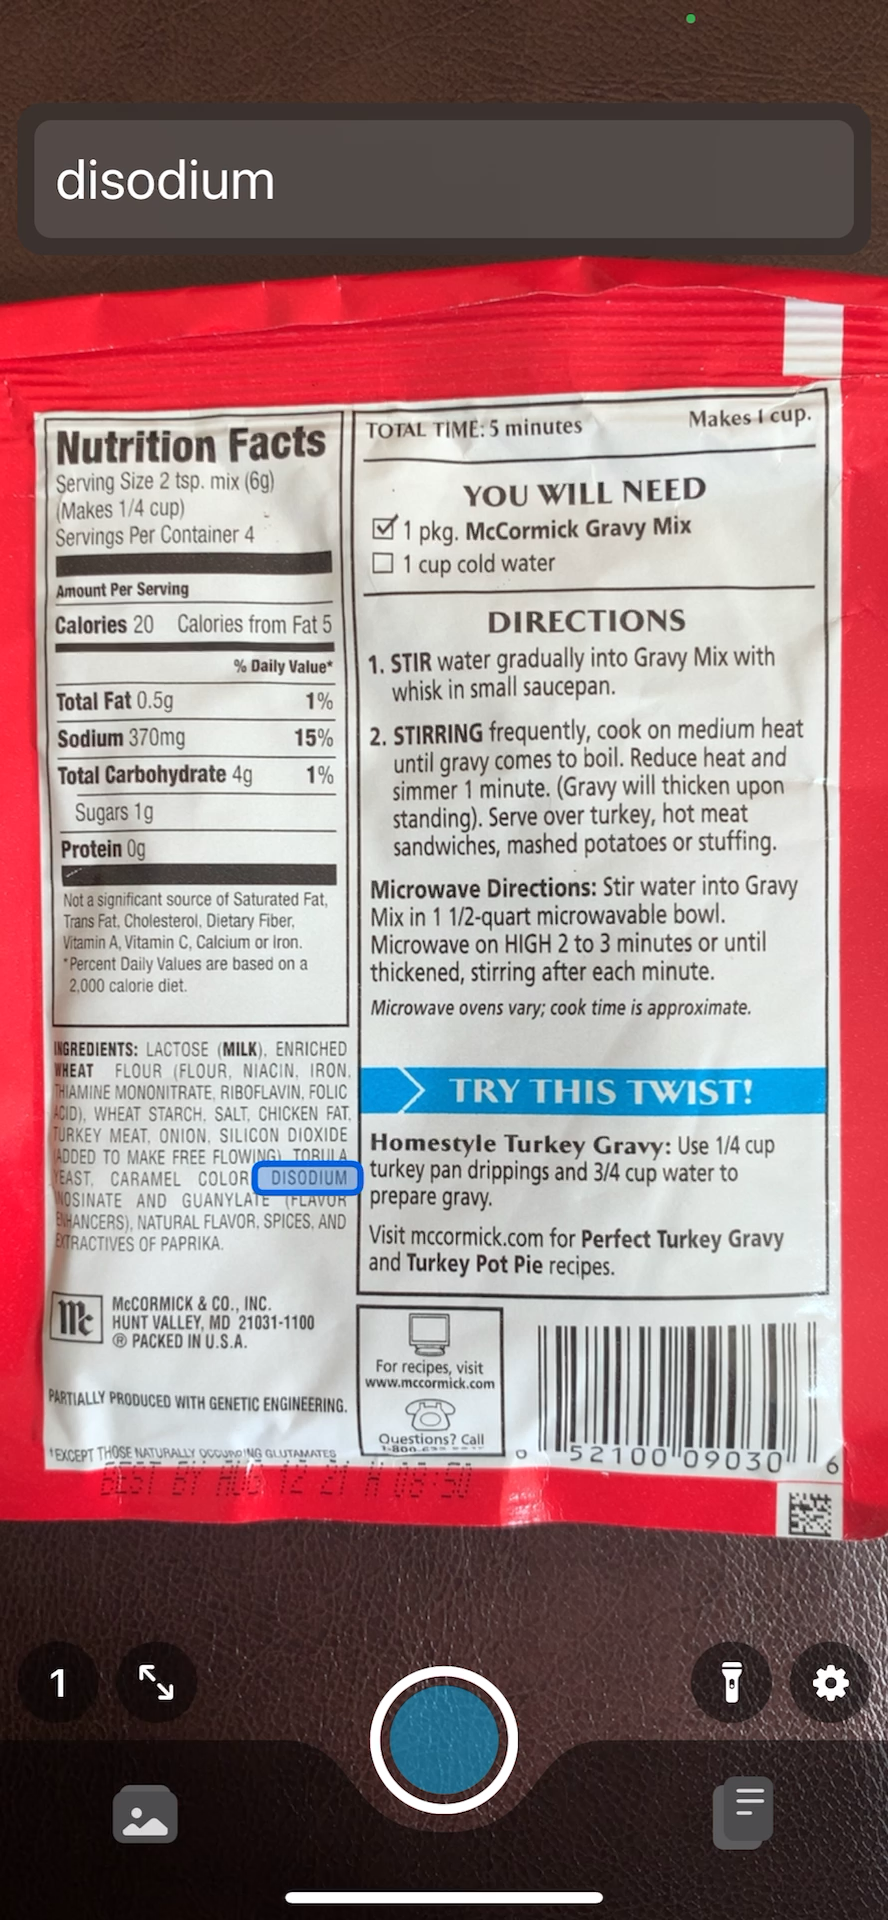 disodium
Nutrition Facts
Serving Size 2 tsp. mix (6g)
(Makes 1/4 cup)
Servings Per Container 4
Amount Per Serving
Calories 20 Calories from Fat 5
% Daily Value*
Total Fat 0.5g 1%
Sodium 370mg 15%
Total Carbohydrate 4g 1%
Sugars 1g
Protein 0g
Not a significant source of Saturated Fat,
Trans Fat, Cholesterol, Dietary Fiber,
Vitamin A, Vitamin C, Calcium or Iron.
*Percent Daily Values are based on a
2,000 calorie diet.
INGREDIENTS: LACTOSE (MILK), ENRICHED
WHEAT FLOUR (FLOUR, NIACIN, IRON,
THIAMINE MONONITRATE, RIBOFLAVIN, FOLIC
ACID), WHEAT STARCH, SALT, CHICKEN FAT,
TURKEY MEAT, ONION, SILICON DIOXIDE
(ADDED TO MAKE FREE FLOWING), TORULA
YEAST, CARAMEL COLOR, DISODIUM
INOSINATE AND GUANYLATE (FLAVOR
ENHANCERS), NATURAL FLAVOR, SPICES, AND
EXTRACTIVES OF PAPRIKA.
Mc
McCORMICK & CO., INC.
HUNT VALLEY, MD 21031-1100
® PACKED IN U.S.A.
PARTIALLY PRODUCED WITH GENETIC ENGINEERING.
†EXCEPT THOSE NATURALLY OCCURRING GLUTAMATES
BEST BY AUG 12 21 H
TOTAL TIME: 5 minutes Makes 1 cup.
YOU WILL NEED
1 pkg. McCormick Gravy Mix
1 cup cold water
DIRECTIONS
1. STIR water gradually into Gravy Mix with
whisk in small saucepan.
2. STIRRING frequently, cook on medium heat
until gravy comes to boil. Reduce heat and
simmer 1 minute. (Gravy will thicken upon
standing). Serve over turkey, hot meat
sandwiches, mashed potatoes or stuffing.
Microwave Directions: Stir water into Gravy
Mix in 1 1/2-quart microwavable bowl.
Microwave on HIGH 2 to 3 minutes or until
thickened, stirring after each minute.
Microwave ovens vary; cook time is approximate.
TRY THIS TWIST!
Homestyle Turkey Gravy: Use 1/4 cup
turkey pan drippings and 3/4 cup water to
prepare gravy.
Visit mccormick.com for Perfect Turkey Gravy
and Turkey Pot Pie recipes.
For recipes, visit
www.mccormick.com
Questions? Call
0 52100 09030 6
1